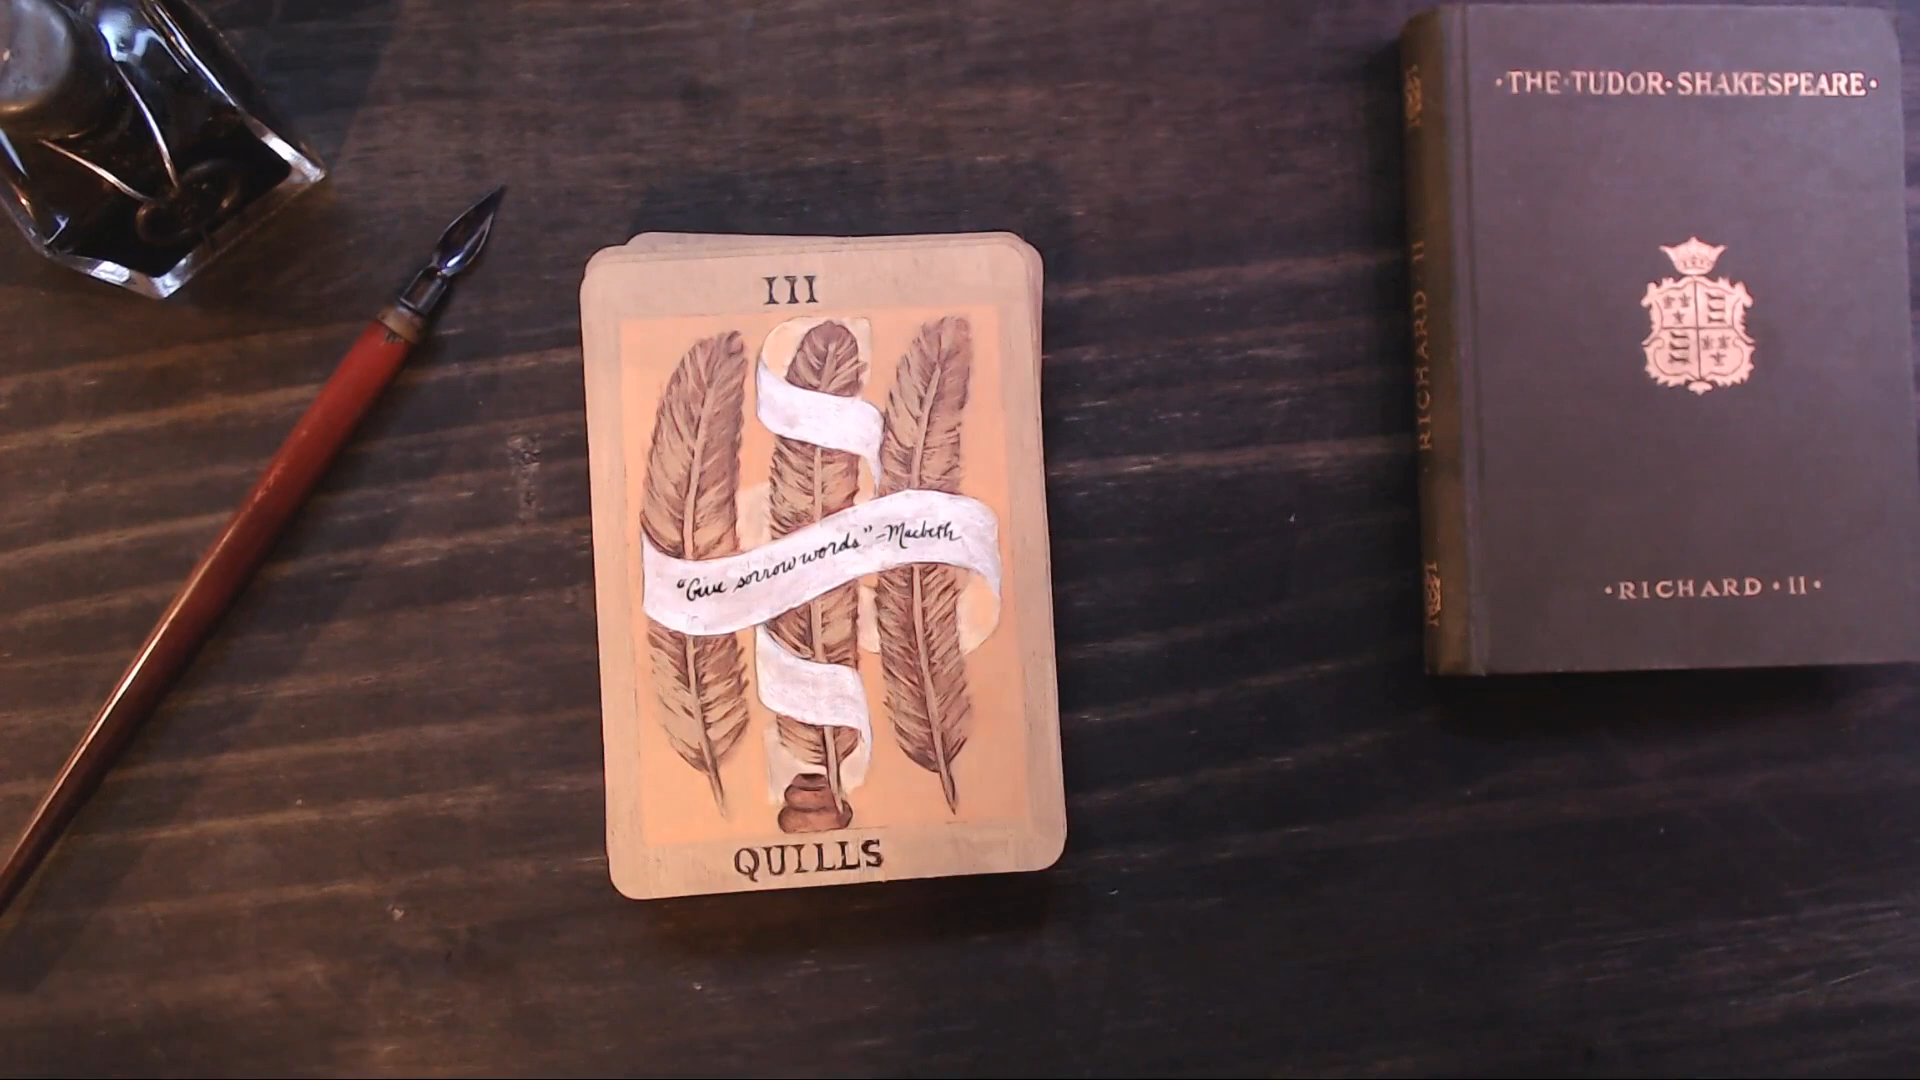 III
"Give sorrow words" -Macbeth
QUILLS
RICHARD II
·THE·TUDOR·SHAKESPEARE·
·RICHARD·II·